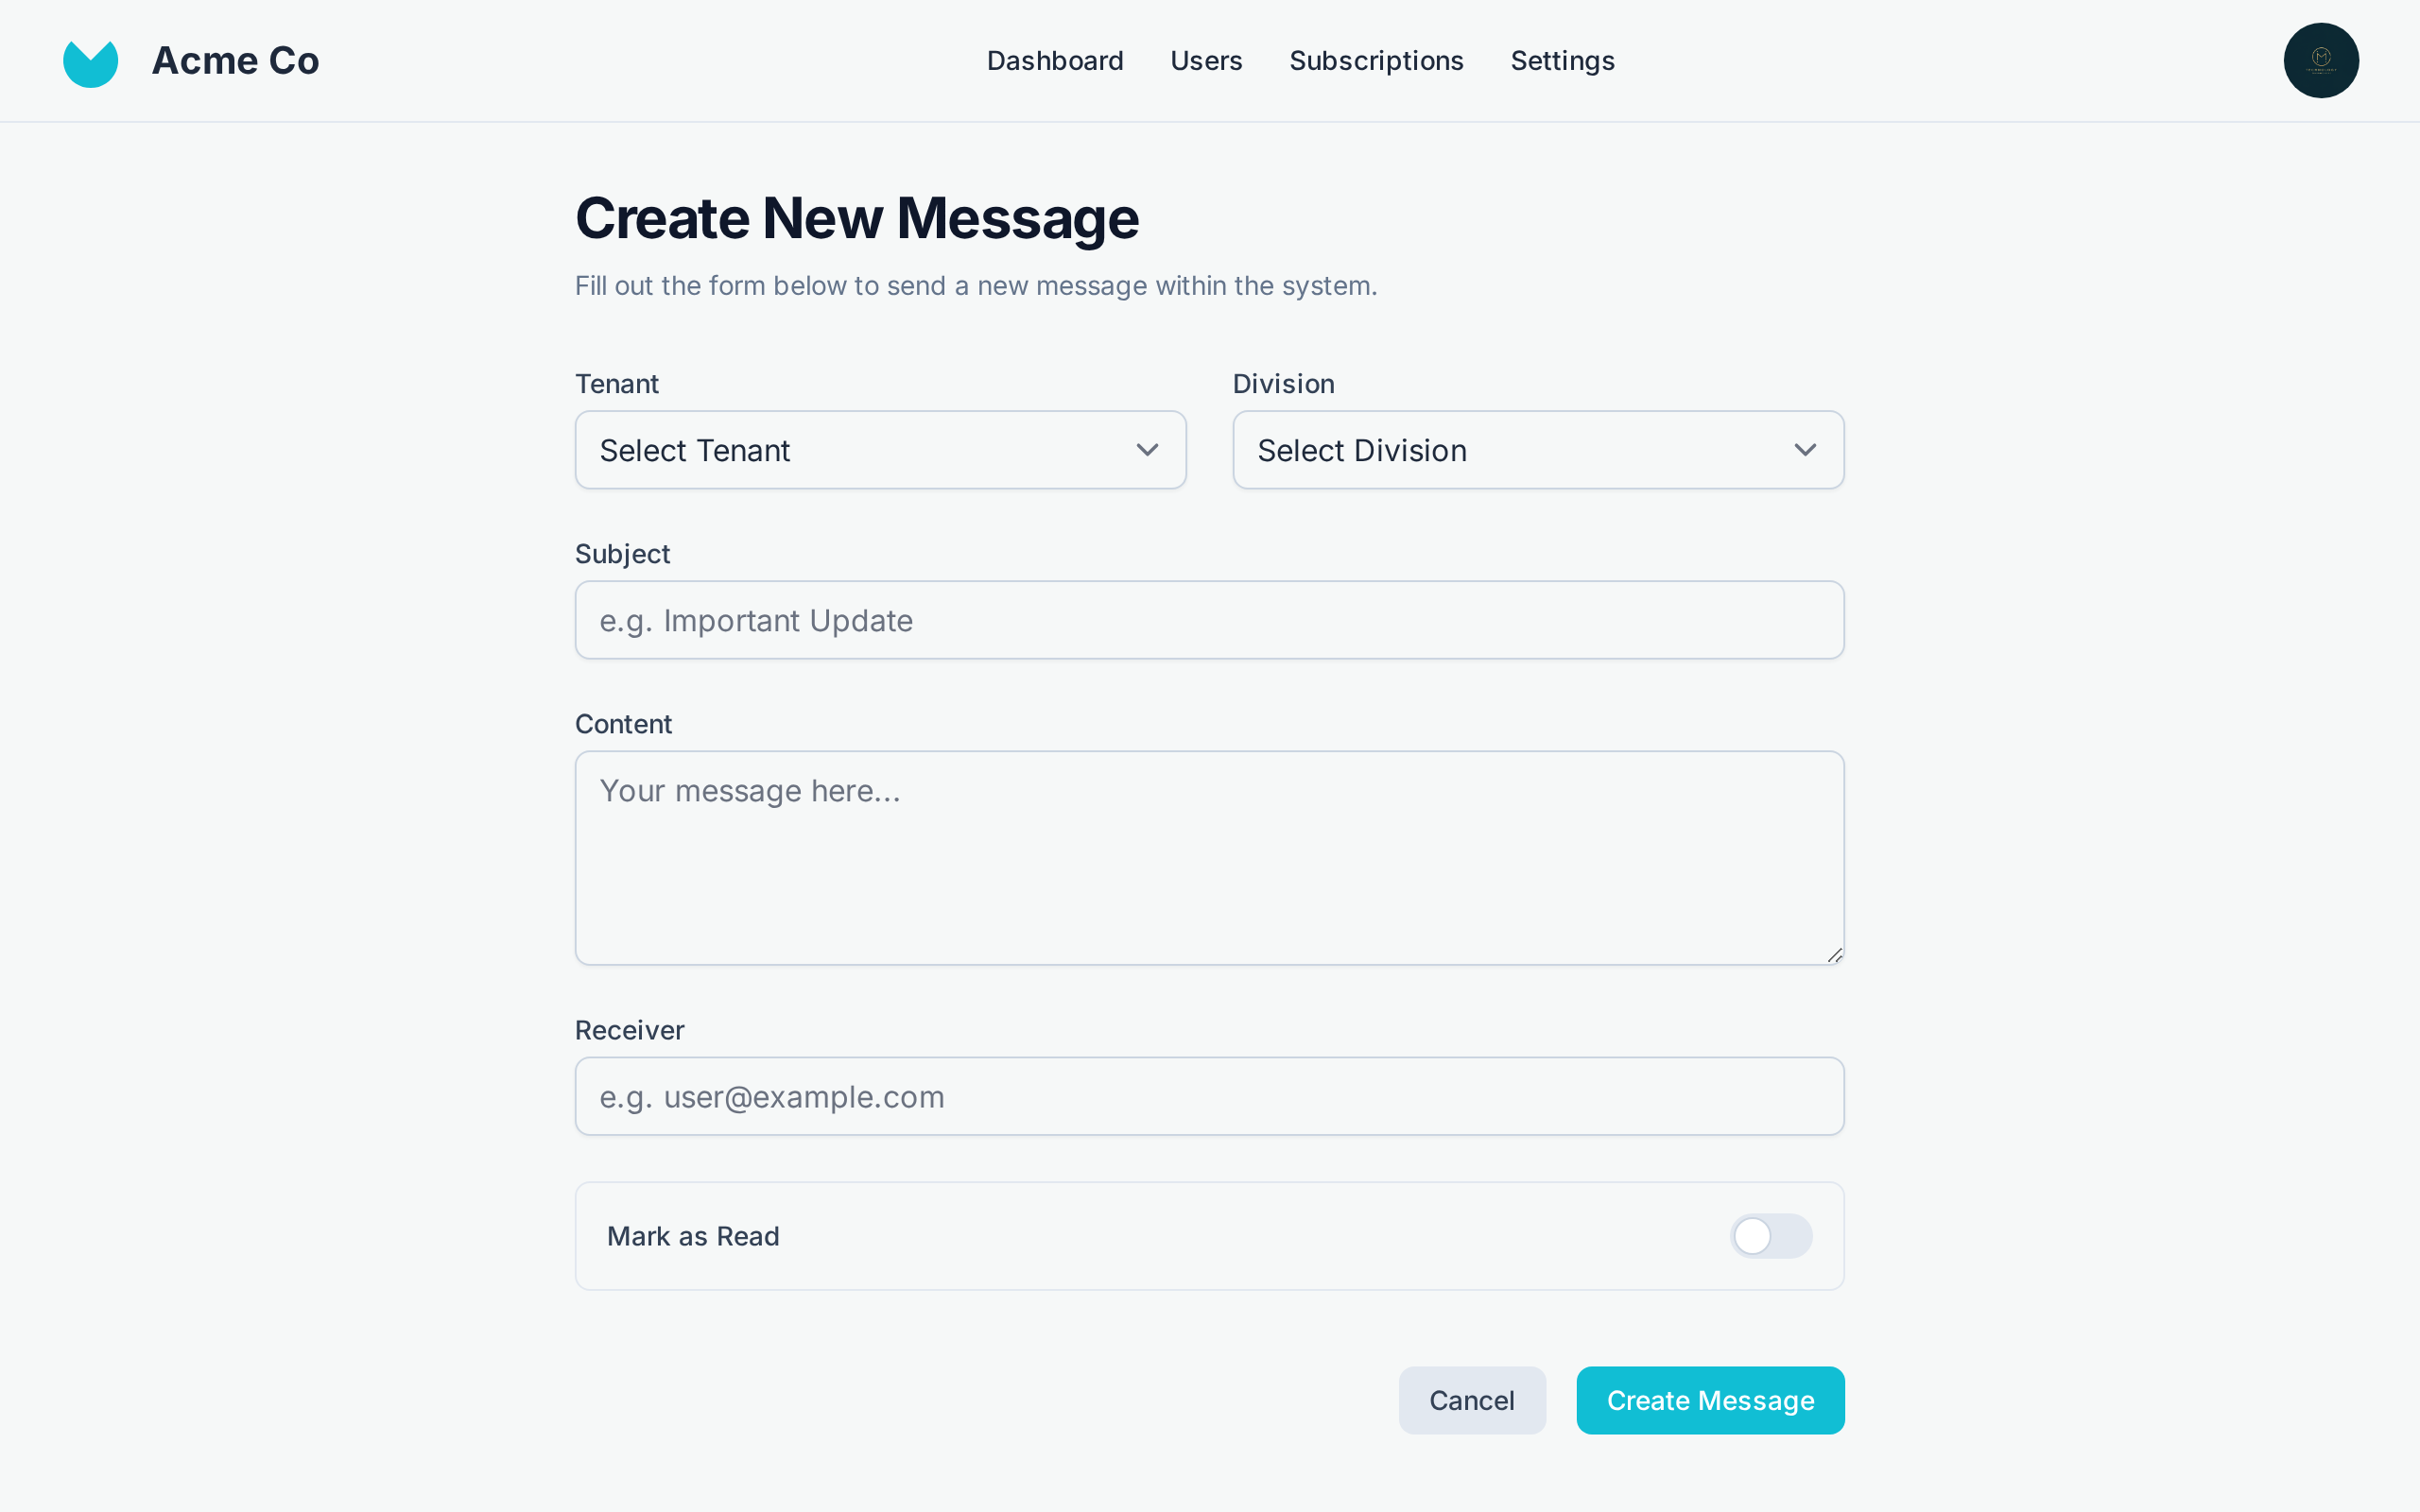 Acme Co
Dashboard Users Subscriptions Settings
Create New Message
Fill out the form below to send a new message within the system.
Tenant Division
Select Tenant Select Division
Subject
e.g. Important Update
Content
Your message here...
Receiver
e.g. user@example.com
Mark as Read
Cancel Create Message